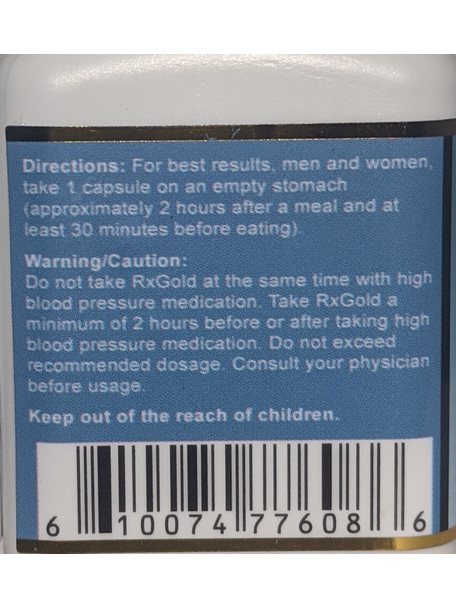 Directions: For best results, men and women,
take 1 capsule on an empty stomach
(approximately 2 hours after a meal and at
least 30 minutes before eating).
Warning/Caution:
Do not take RxGold at the same time with high
blood pressure medication. Take RxGold a
minimum of 2 hours before or after taking high
blood pressure medication. Do not exceed
recommended dosage. Consult your physician
before usage.
Keep out of the reach of children.
6 10074 77608 6